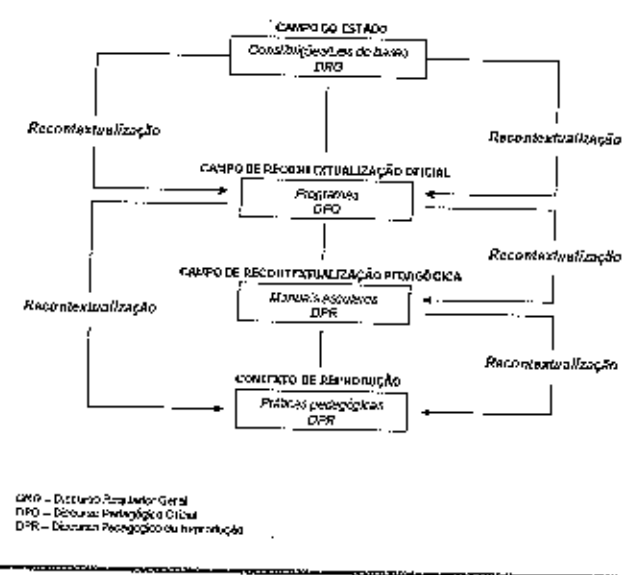 CAMPO DO ESTADO
Constituições/Leis de bases
DRG
Recontextualização
Recontextualização
CAMPO DE RECONTEXTUALIZAÇÃO OFICIAL
Programas
DPO
Recontextualização
CAMPO DE RECONTEXTUALIZAÇÃO PEDAGÓGICA
Manuais escolares
DPR
Recontextualização
Recontextualização
CONTEXTO DE REPRODUÇÃO
Práticas pedagógicas
DPR
DRG – Discurso Regulador Geral
DPO – Discurso Pedagógico Oficial
DPR – Discurso Pedagógico de Reprodução